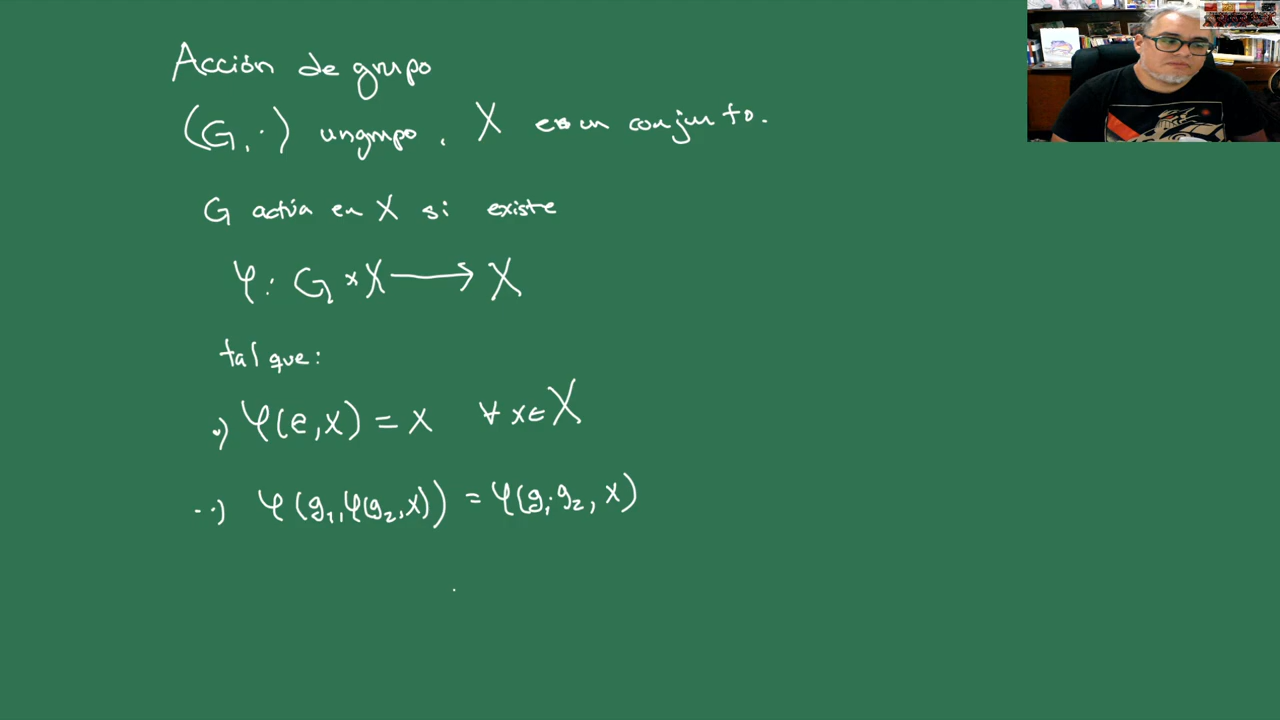 Acción de grupo
(G, ·) un grupo, X es un conjunto.
G actúa en X si existe
φ: G × X ⟶ X
tal que:
·) φ(e, x) = x ∀ x ∈ X
··) φ(g₁, φ(g₂, x)) = φ(g₁·g₂, x)